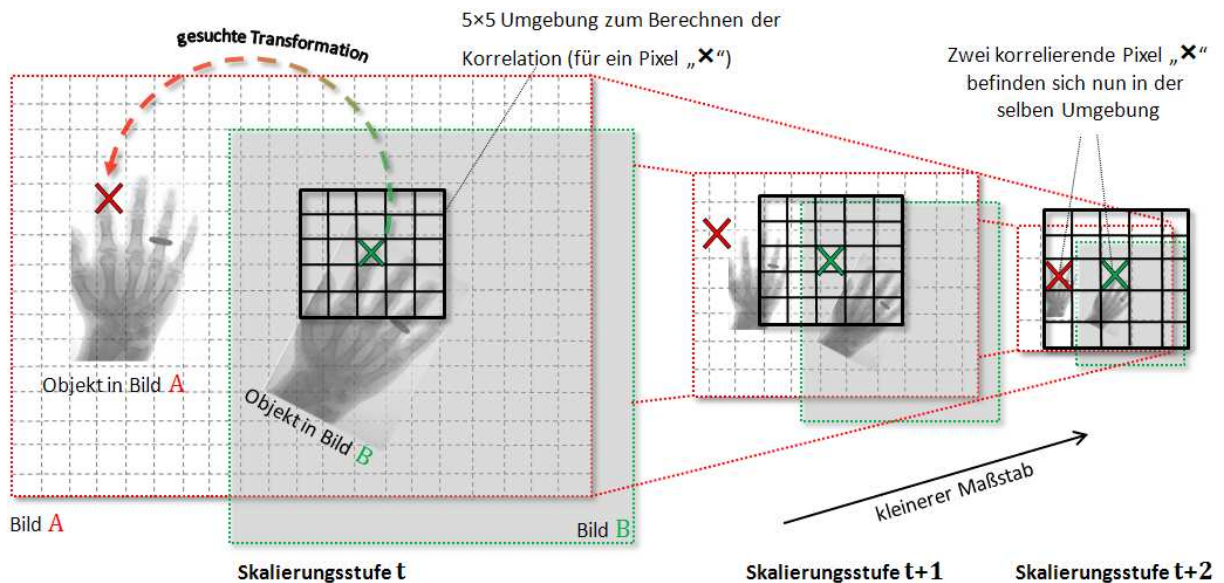 gesuchte Transformation
5×5 Umgebung zum Berechnen der
Korrelation (für ein Pixel „×“)
Zwei korrelierende Pixel „×“
befinden sich nun in der
selben Umgebung
Objekt in Bild A
Objekt in Bild B
Bild A
Bild B
kleinerer Maßstab
Skalierungsstufe t
Skalierungsstufe t+1
Skalierungsstufe t+2